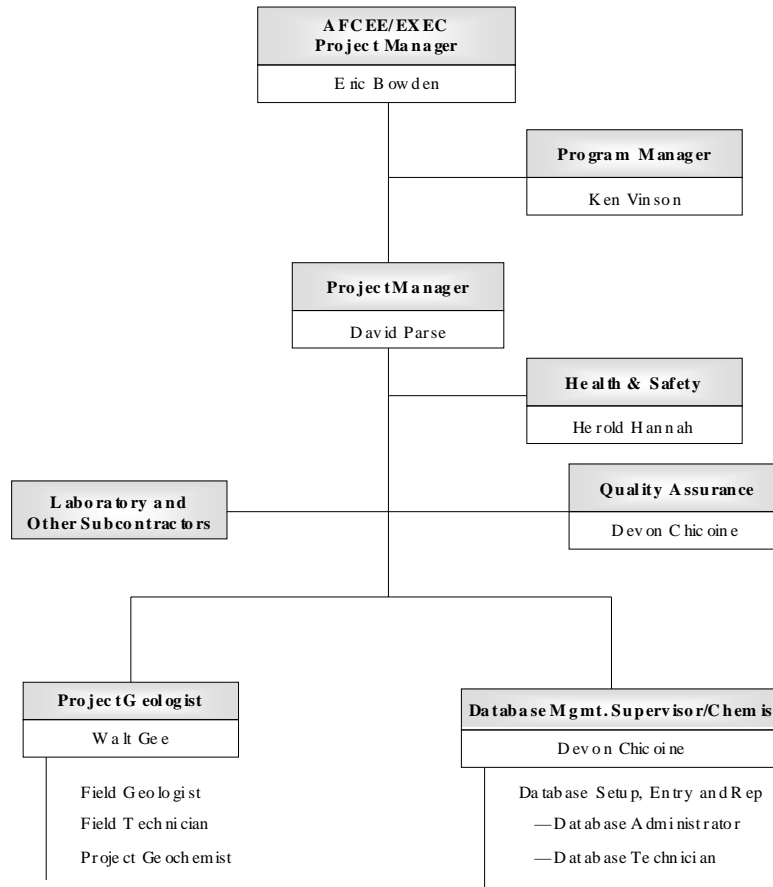 AFCEE/EXEC
Project Manager
Eric Bowden
Program Manager
Ken Vinson
Project Manager
David Parse
Health & Safety
Herold Hannah
Laboratory and
Other Subcontractors
Quality Assurance
Devon Chicoine
Project Geologist
Walt Gee
Database Mgmt. Supervisor/Chemis
Devon Chicoine
Field Geologist
Field Technician
Project Geochemist
Database Setup, Entry and Rep
—Database Administrator
—Database Technician